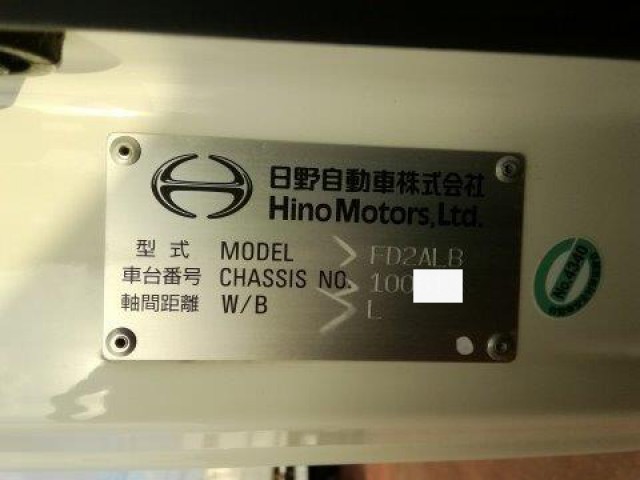 日野自動車株式会社
Hino Motors, Ltd.
型式 MODEL FD2ALB
車台番号 CHASSIS NO. 100
軸間距離 W/B L
No.4340